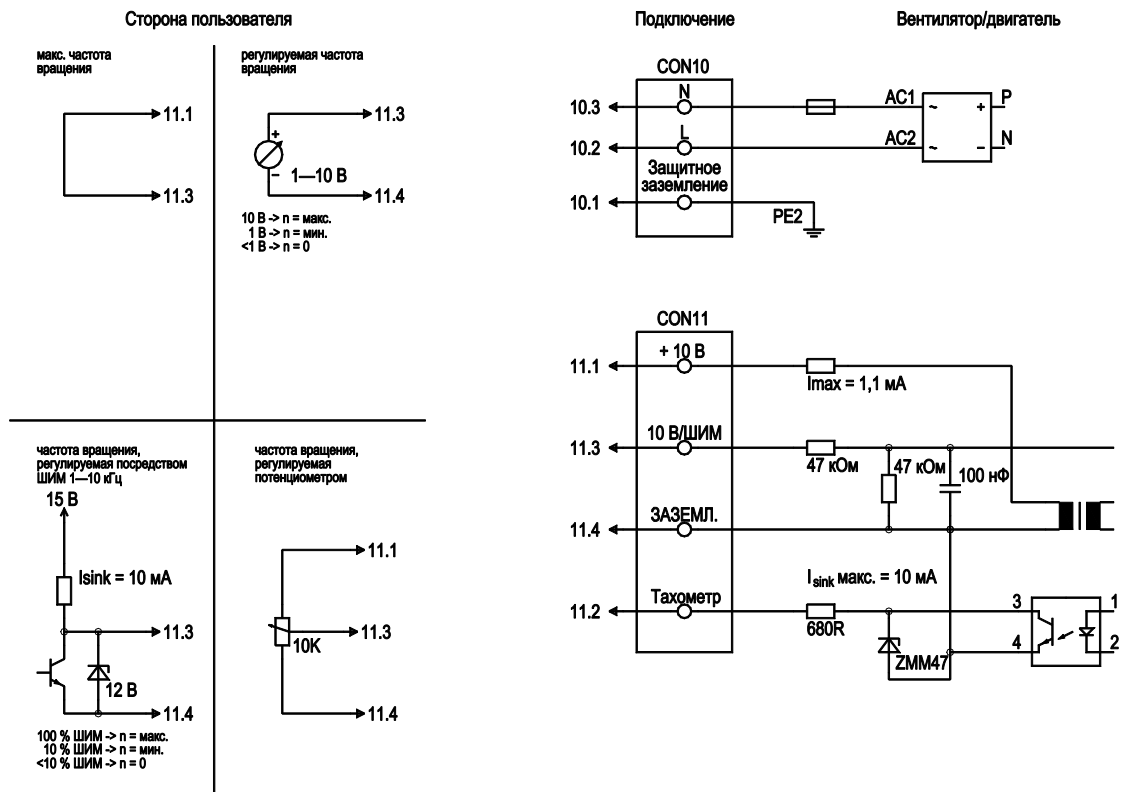 Сторона пользователя
макс. частота
вращения
11.1
11.3
регулируемая частота
вращения
11.3
+
−
1—10 В
11.4
10 В -> n = макс.
1 В -> n = мин.
<1 В -> n = 0
частота вращения,
регулируемая посредством
ШИМ 1—10 кГц
15 В
Isink = 10 мА
11.3
12 В
11.4
100 % ШИМ -> n = макс.
10 % ШИМ -> n = мин.
<10 % ШИМ -> n = 0
частота вращения,
регулируемая
потенциометром
11.1
11.3
10K
11.4
Подключение
Вентилятор/двигатель
CON10
10.3
N
AC1
~
+
P
10.2
L
AC2
~
−
N
Защитное
заземление
10.1
PE2
CON11
11.1
+ 10 В
Imax = 1,1 мА
11.3
10 В/ШИМ
47 кОм
47 кОм
100 нФ
11.4
ЗАЗЕМЛ.
I sink макс. = 10 мА
11.2
Тахометр
680R
ZMM47
3
1
4
2